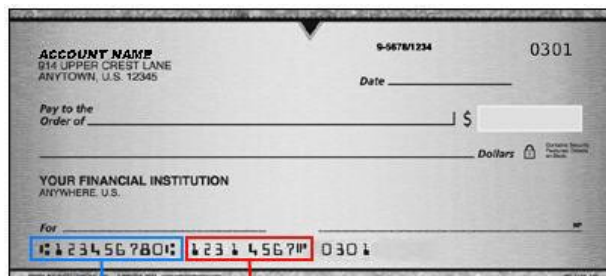 ACCOUNT NAME
914 UPPER CREST LANE
ANYTOWN, U.S. 12345
9-5678/1234
0301
Date
Pay to the
Order of
$
Dollars
YOUR FINANCIAL INSTITUTION
ANYWHERE, U.S.
For
MP
⑆123456780⑆ 1231 4567⑈ 0301